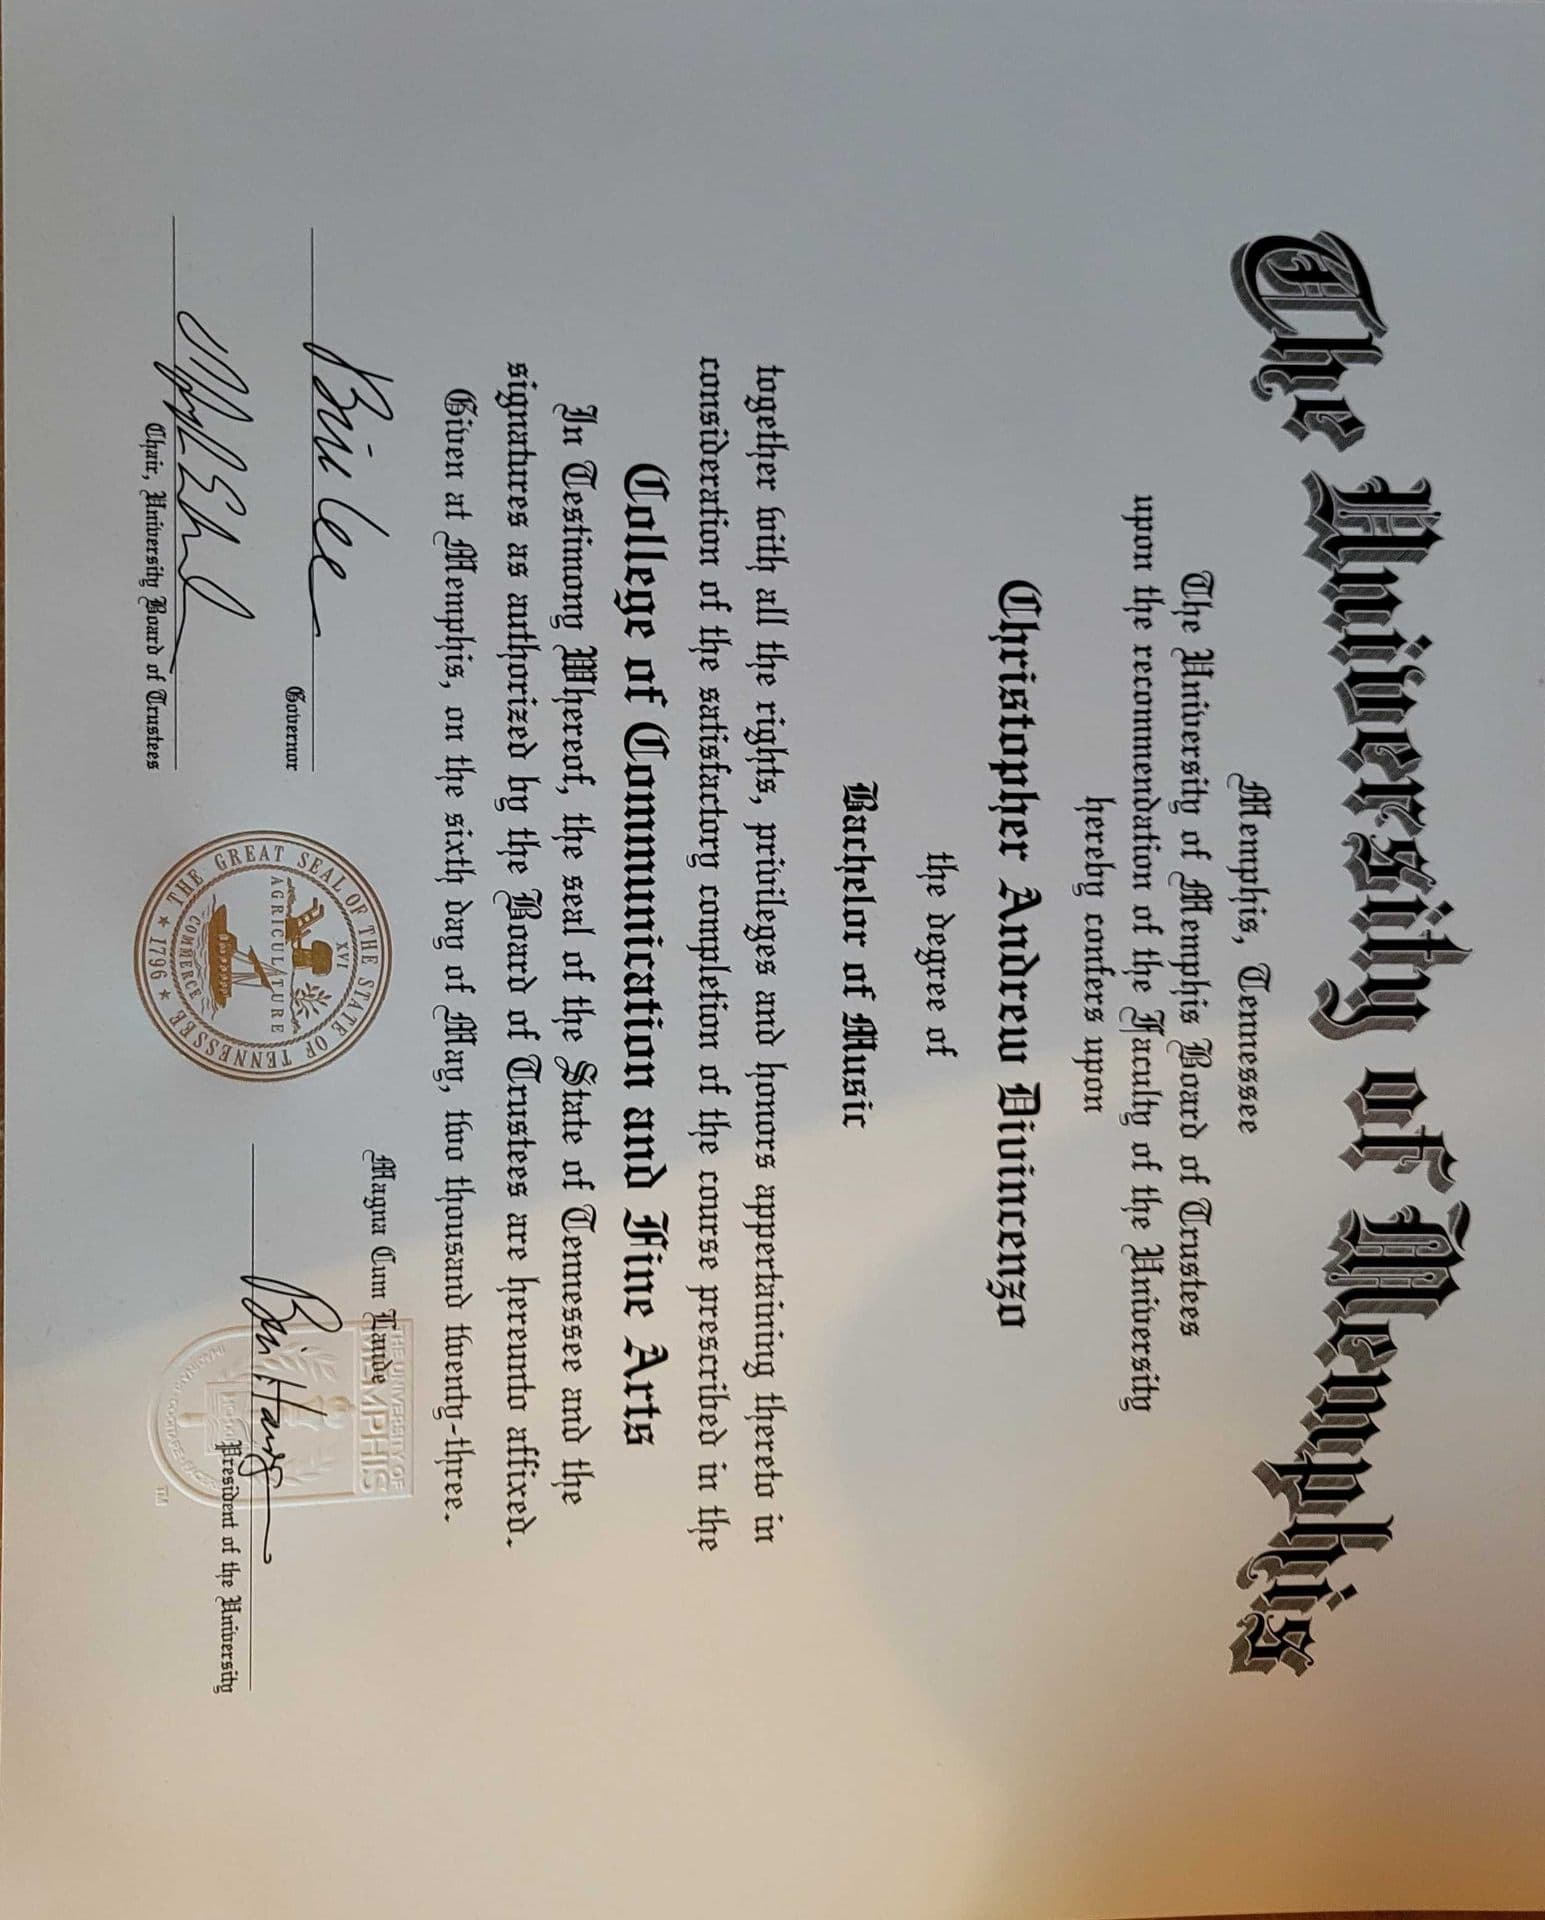 The University of Memphis
Memphis, Tennessee
The University of Memphis Board of Trustees
upon the recommendation of the Faculty of the University
hereby confers upon
Christopher Andrew Divincenzo
the degree of
Bachelor of Music
together with all the rights, privileges and honors appertaining thereto in
consideration of the satisfactory completion of the course prescribed in the
College of Communication and Fine Arts
In Testimony Whereof, the seal of the State of Tennessee and the
signatures as authorized by the Board of Trustees are hereunto affixed.
Given at Memphis, on the sixth day of May, two thousand twenty-three.
Magna Cum Laude
Bill Lee
Governor
Chair, University Board of Trustees
THE GREAT SEAL OF THE STATE OF TENNESSEE
★ 1796 ★
XVI
AGRICULTURE
COMMERCE
THE UNIVERSITY OF
MEMPHIS
TM
President of the University